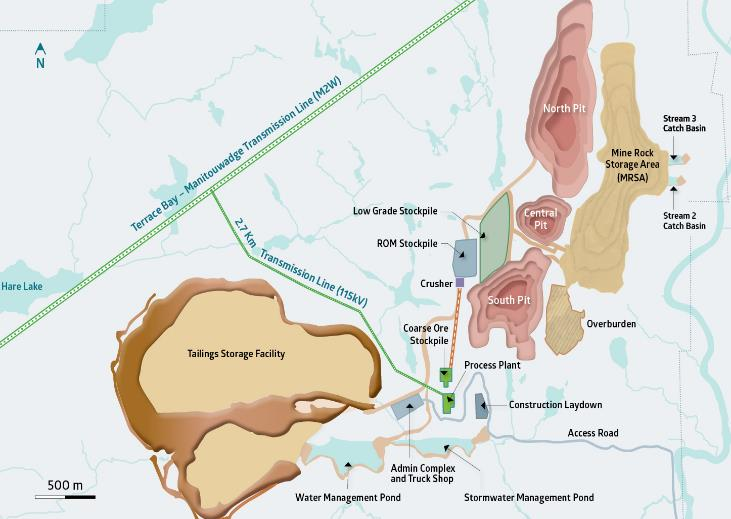 N
Terrace Bay – Manitouwadge Transmission Line (M2W)
North Pit
Stream 3
Catch Basin
Mine Rock
Storage Area
(MRSA)
Stream 2
Catch Basin
Low Grade Stockpile
Central
Pit
2.7 Km Transmission Line (115kV)
ROM Stockpile
Crusher
Hare Lake
South Pit
Overburden
Coarse Ore
Stockpile
Tailings Storage Facility
Process Plant
Construction Laydown
Access Road
Admin Complex
and Truck Shop
500 m
Water Management Pond
Stormwater Management Pond